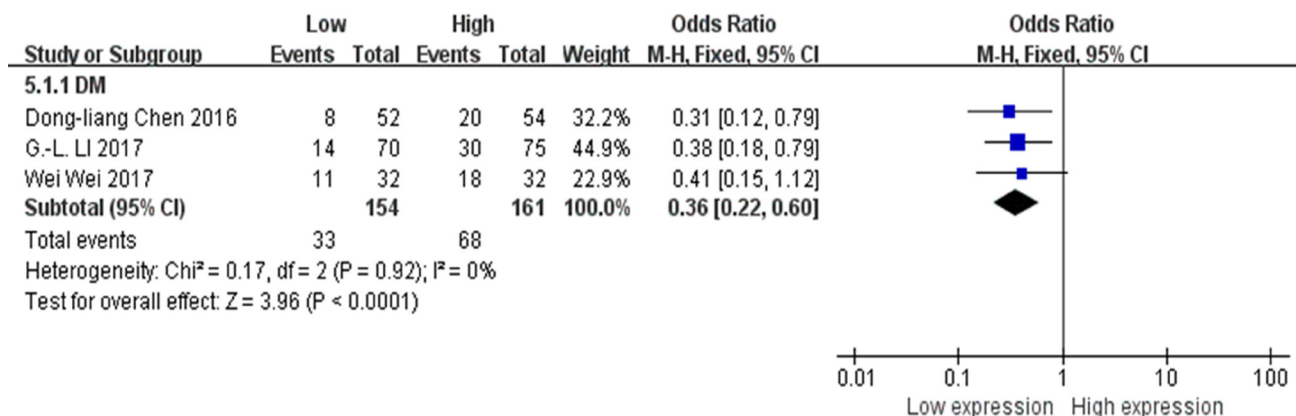 Low High Odds Ratio Odds Ratio
Study or Subgroup Events Total Events Total Weight M-H, Fixed, 95% CI M-H, Fixed, 95% CI
5.1.1 DM
Dong-liang Chen 2016 8 52 20 54 32.2% 0.31 [0.12, 0.79]
G.-L. LI 2017 14 70 30 75 44.9% 0.38 [0.18, 0.79]
Wei Wei 2017 11 32 18 32 22.9% 0.41 [0.15, 1.12]
Subtotal (95% CI) 154 161 100.0% 0.36 [0.22, 0.60]
Total events 33 68
Heterogeneity: Chi² = 0.17, df = 2 (P = 0.92); I² = 0%
Test for overall effect: Z = 3.96 (P < 0.0001)
0.01 0.1 1 10 100
Low expression High expression